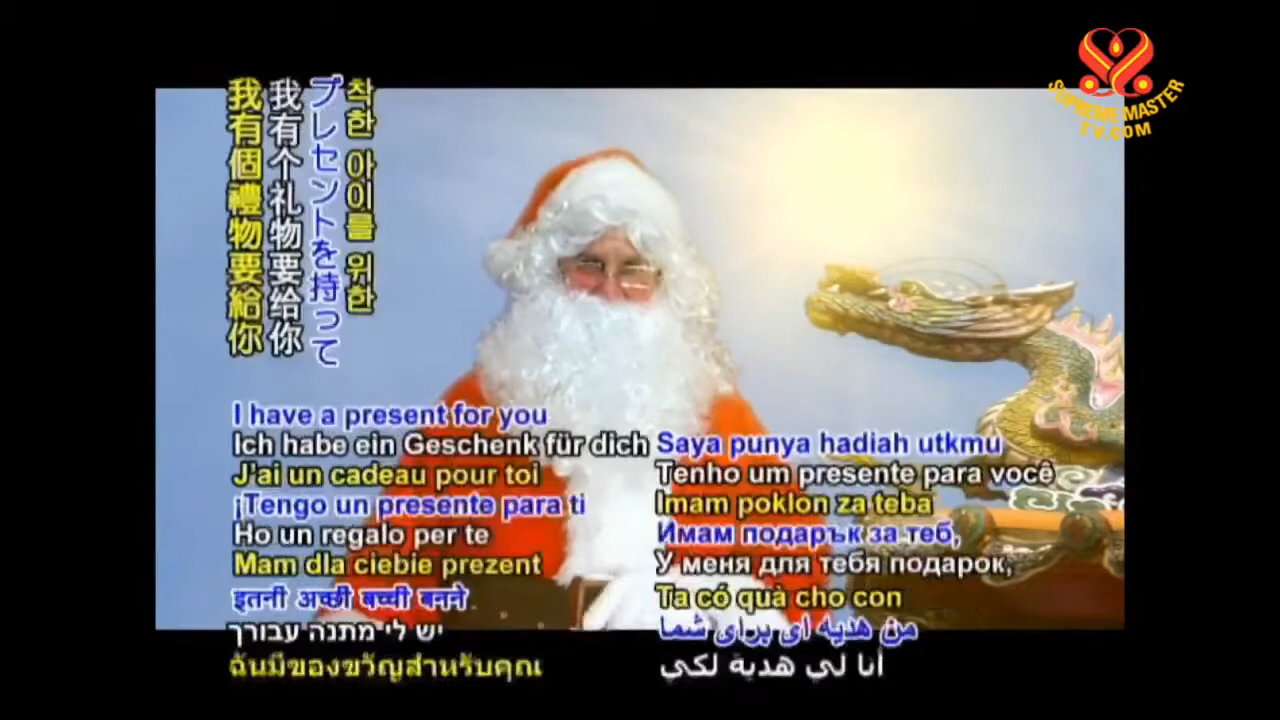 SUPREME MASTER
TV.COM
착한 아이를 위한
プレセントを持って
我有个礼物要给你
我有個禮物要給你
I have a present for you
Ich habe ein Geschenk für dich
J'ai un cadeau pour toi
¡Tengo un presente para ti
Ho un regalo per te
Mam dla ciebie prezent
इतनी अच्छी बच्ची बनने
יש לי מתנה עבורך
ฉันมีของขวัญสำหรับคุณ
Saya punya hadiah utkmu
Tenho um presente para você
Imam poklon za teba
Имам подарък за теб,
У меня для тебя подарок,
Ta có quà cho con
من هدیه ای برای شما
أنا لي هدية لكي